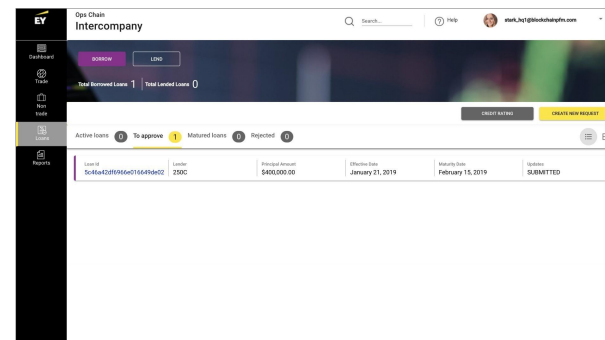 EY
Ops Chain
Intercompany
Search...
? Help
stark_hq1@blockchainpfm.com
Dashboard
Trade
Non
trade
Loans
Reports
BORROW
LEND
Total Borrowed Loans 1
Total Lended Loans 0
CREDIT RATING
CREATE NEW REQUEST
Active loans 0
To approve 1
Matured loans 0
Rejected 0
Loan Id
5c46a42df6966e016649de02
Lender
250C
Principal Amount
$400,000.00
Effective Date
January 21, 2019
Maturity Date
February 15, 2019
Updates
SUBMITTED